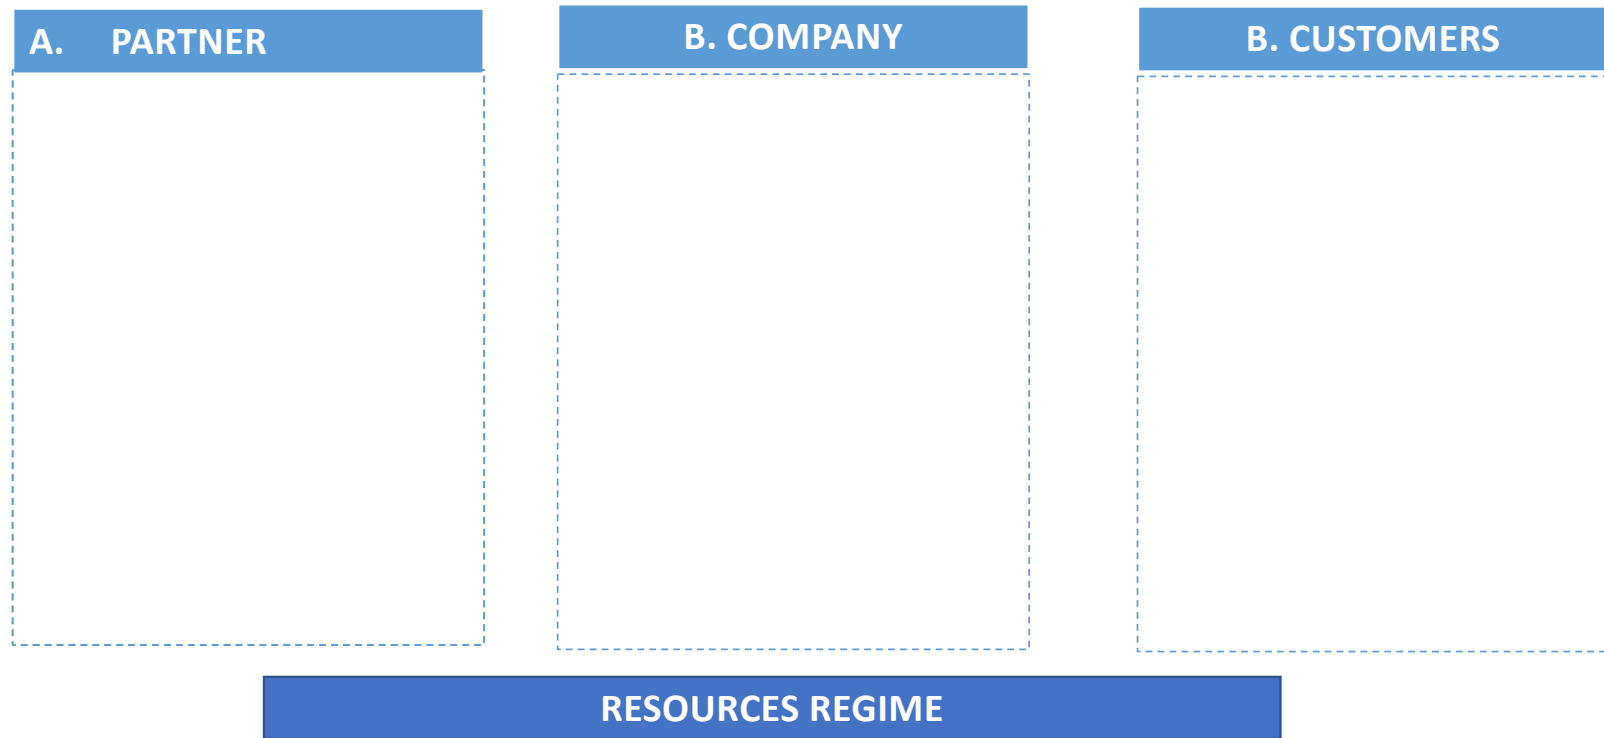 A. PARTNER
B. COMPANY
B. CUSTOMERS
RESOURCES REGIME